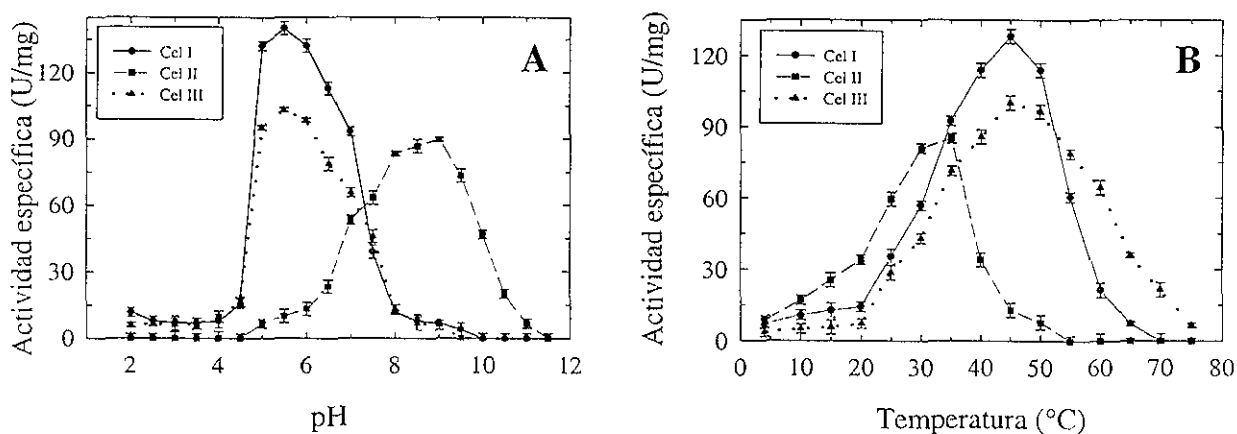 Actividad específica (U/mg)
120
90
60
30
0
Cel I
Cel II
Cel III
A
2
4
6
8
10
12
pH
Actividad específica (U/mg)
120
90
60
30
0
Cel I
Cel II
Cel III
B
0
10
20
30
40
50
60
70
80
Temperatura (°C)